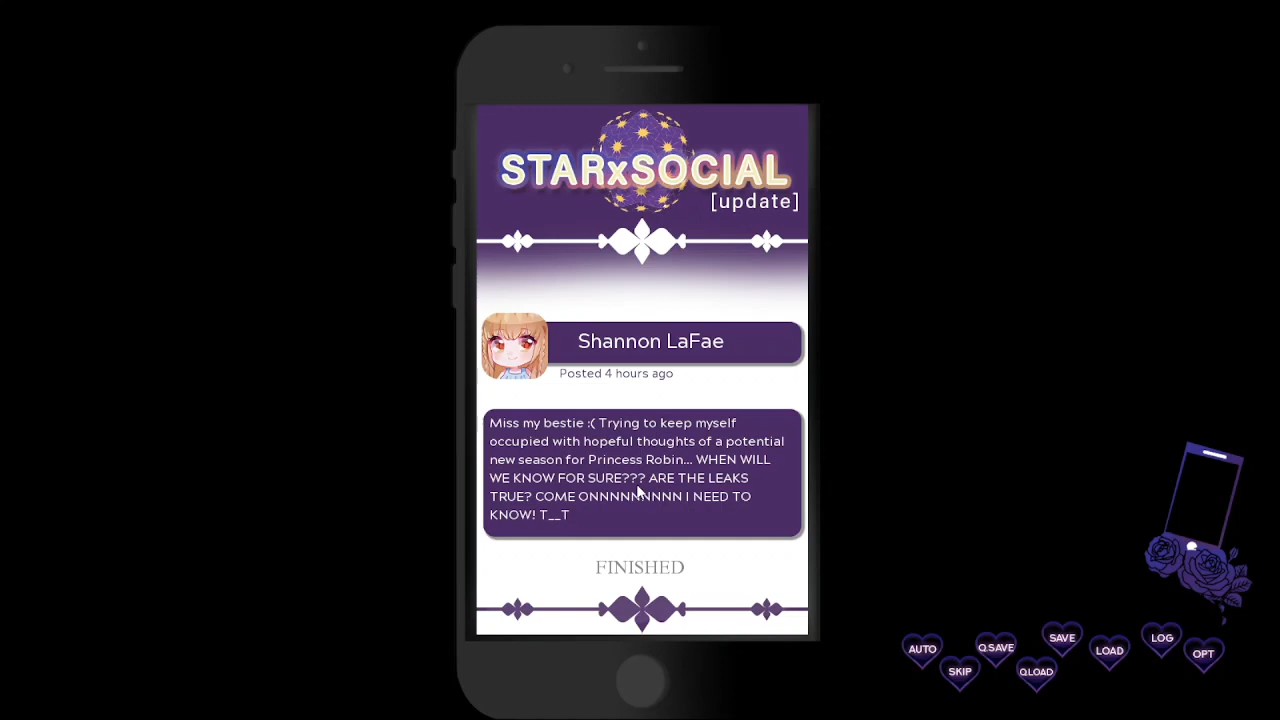 STARxSOCIAL
[update]
Shannon LaFae
Posted 4 hours ago
Miss my bestie :( Trying to keep myself
occupied with hopeful thoughts of a potential
new season for Princess Robin... WHEN WILL
WE KNOW FOR SURE??? ARE THE LEAKS
TRUE? COME ONNNNNNNNN I NEED TO
KNOW! T__T
FINISHED
AUTO
SKIP
Q.SAVE
Q.LOAD
SAVE
LOAD
LOG
OPT